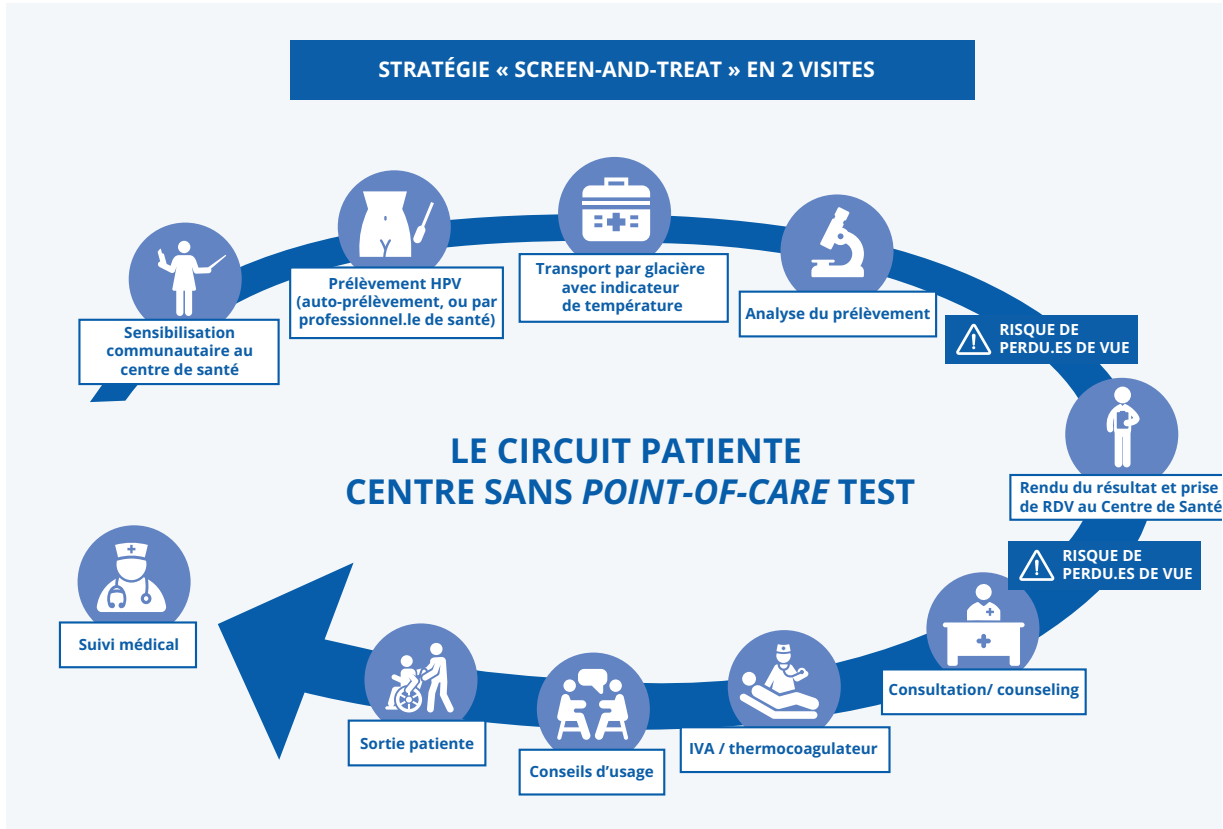 STRATÉGIE « SCREEN-AND-TREAT » EN 2 VISITES
Sensibilisation
communautaire au
centre de santé
Prélèvement HPV
(auto-prélèvement, ou par
professionnel.le de santé)
Transport par glacière
avec indicateur
de température
Analyse du prélèvement
RISQUE DE
PERDU.ES DE VUE
Rendu du résultat et prise
de RDV au Centre de Santé
RISQUE DE
PERDU.ES DE VUE
LE CIRCUIT PATIENTE
CENTRE SANS POINT-OF-CARE TEST
Consultation/ counseling
IVA / thermocoagulateur
Conseils d’usage
Sortie patiente
Suivi médical